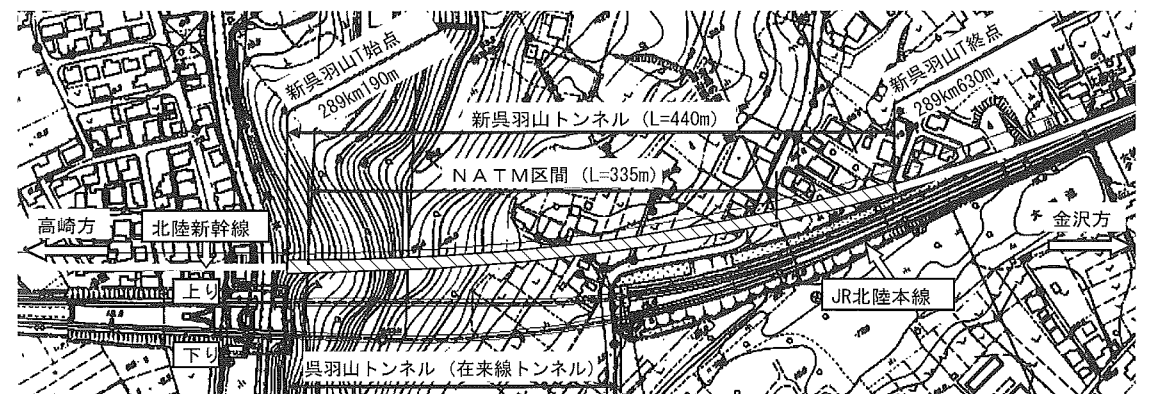 新呉羽山T始点
289km190m
新呉羽山T終点
289km630m
新呉羽山トンネル (L=440m)
NATM区間 (L=335m)
高崎方
北陸新幹線
金沢方
上り
JR北陸本線
下り
呉羽山トンネル (在来線トンネル)